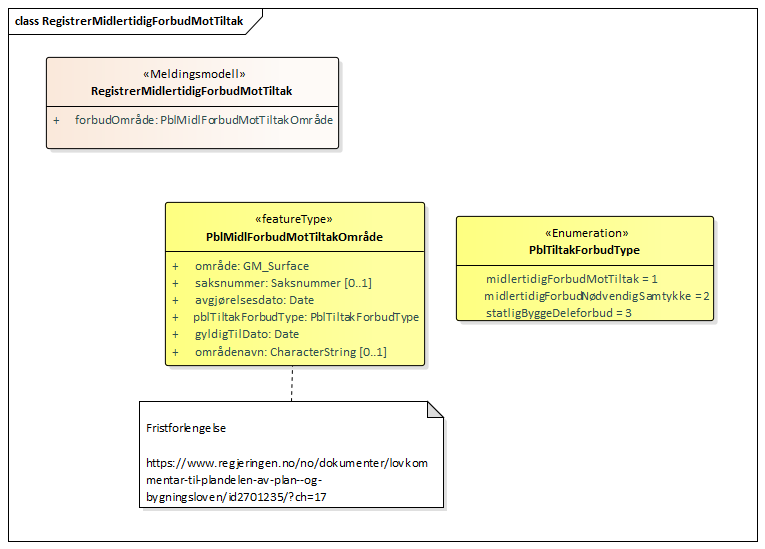 class RegistrerMidlertidigForbudMotTiltak
«Meldingsmodell»
RegistrerMidlertidigForbudMotTiltak
+ forbudOmråde: PblMidlForbudMotTiltakOmråde
«featureType»
PblMidlForbudMotTiltakOmråde
+ område: GM_Surface
+ saksnummer: Saksnummer [0..1]
+ avgjørelsesdato: Date
+ pblTiltakForbudType: PblTiltakForbudType
+ gyldigTilDato: Date
+ områdenavn: CharacterString [0..1]
«Enumeration»
PblTiltakForbudType
midlertidigForbudMotTiltak = 1
midlertidigForbudNødvendigSamtykke = 2
statligByggeDeleforbud = 3
Fristforlengelse
https://www.regjeringen.no/no/dokumenter/lovkom
mentar-til-plandelen-av-plan--og-
bygningsloven/id2701235/?ch=17